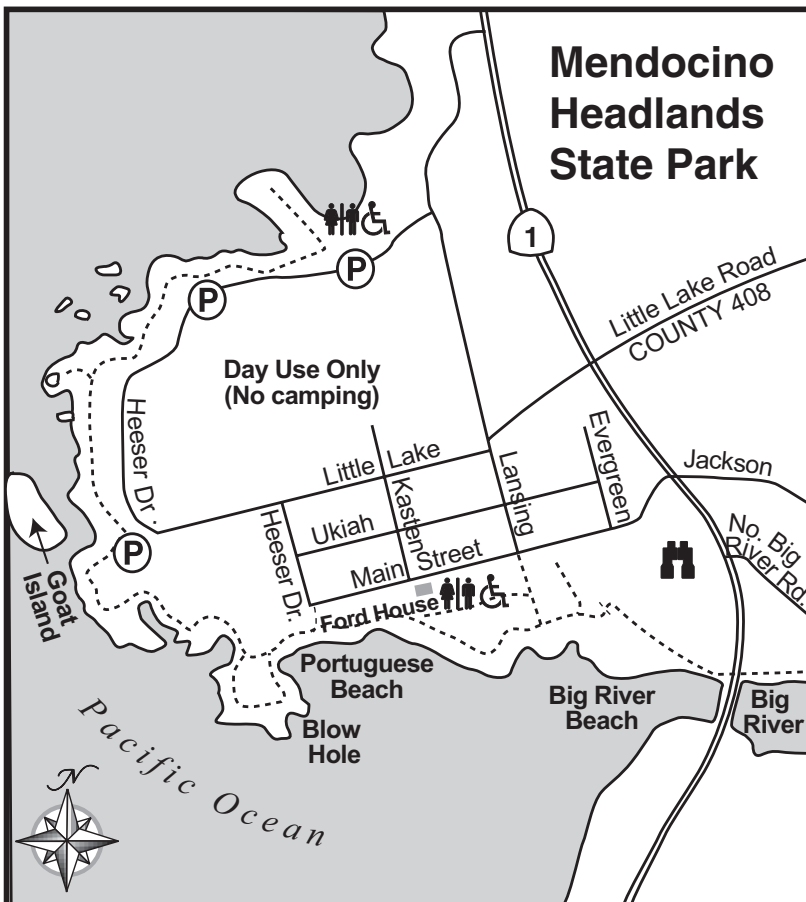 Mendocino
Headlands
State Park
1
P
P
Little Lake Road
COUNTY 408
Day Use Only
(No camping)
Heeser Dr.
Evergreen
Little Lake
Kasten
Lansing
Jackson
Ukiah
Heeser Dr.
P
Main Street
No. Big
River Rd.
Goat
Island
Ford House
Portuguese
Beach
Big River
Beach
Big
River
Blow
Hole
Pacific Ocean
N